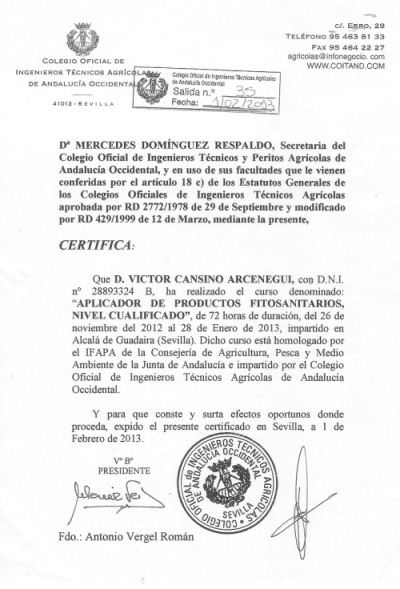 COLEGIO OFICIAL DE
INGENIEROS TÉCNICOS AGRÍCOLAS
DE ANDALUCÍA OCCIDENTAL
41012 - SEVILLA
Colegio Oficial de Ingenieros Técnicos Agrícolas
de Andalucía Occidental
Salida n.º 35
Fecha: 1/02/2013
C/. EBRO, 29
TELÉFONO 95 463 81 33
FAX 95 464 22 27
agricolas@infonegocio.com
WWW.COITAND.COM
Dª MERCEDES DOMÍNGUEZ RESPALDO, Secretaria del
Colegio Oficial de Ingenieros Técnicos y Peritos Agrícolas de
Andalucía Occidental, y en uso de sus facultades que le vienen
conferidas por el artículo 18 c) de los Estatutos Generales de
los Colegios Oficiales de Ingenieros Técnicos Agrícolas
aprobada por RD 2772/1978 de 29 de Septiembre y modificado
por RD 429/1999 de 12 de Marzo, mediante la presente,
CERTIFICA:
Que D. VICTOR CANSINO ARCENEGUI, con D.N.I.
nº 28893324 B, ha realizado el curso denominado:
"APLICADOR DE PRODUCTOS FITOSANITARIOS,
NIVEL CUALIFICADO", de 72 horas de duración, del 26 de
noviembre del 2012 al 28 de Enero de 2013, impartido en
Alcalá de Guadaira (Sevilla). Dicho curso está homologado por
el IFAPA de la Consejería de Agricultura, Pesca y Medio
Ambiente de la Junta de Andalucía e impartido por el Colegio
Oficial de Ingenieros Técnicos Agrícolas de Andalucía
Occidental.
Y para que conste y surta efectos oportunos donde
proceda, expido el presente certificado en Sevilla, a 1 de
Febrero de 2013.
Vº Bº
PRESIDENTE
COLEGIO OFICIAL de INGENIEROS TECNICOS AGRICOLAS
DE ANDALUCIA OCCIDENTAL
SEVILLA
Fdo.: Antonio Vergel Román